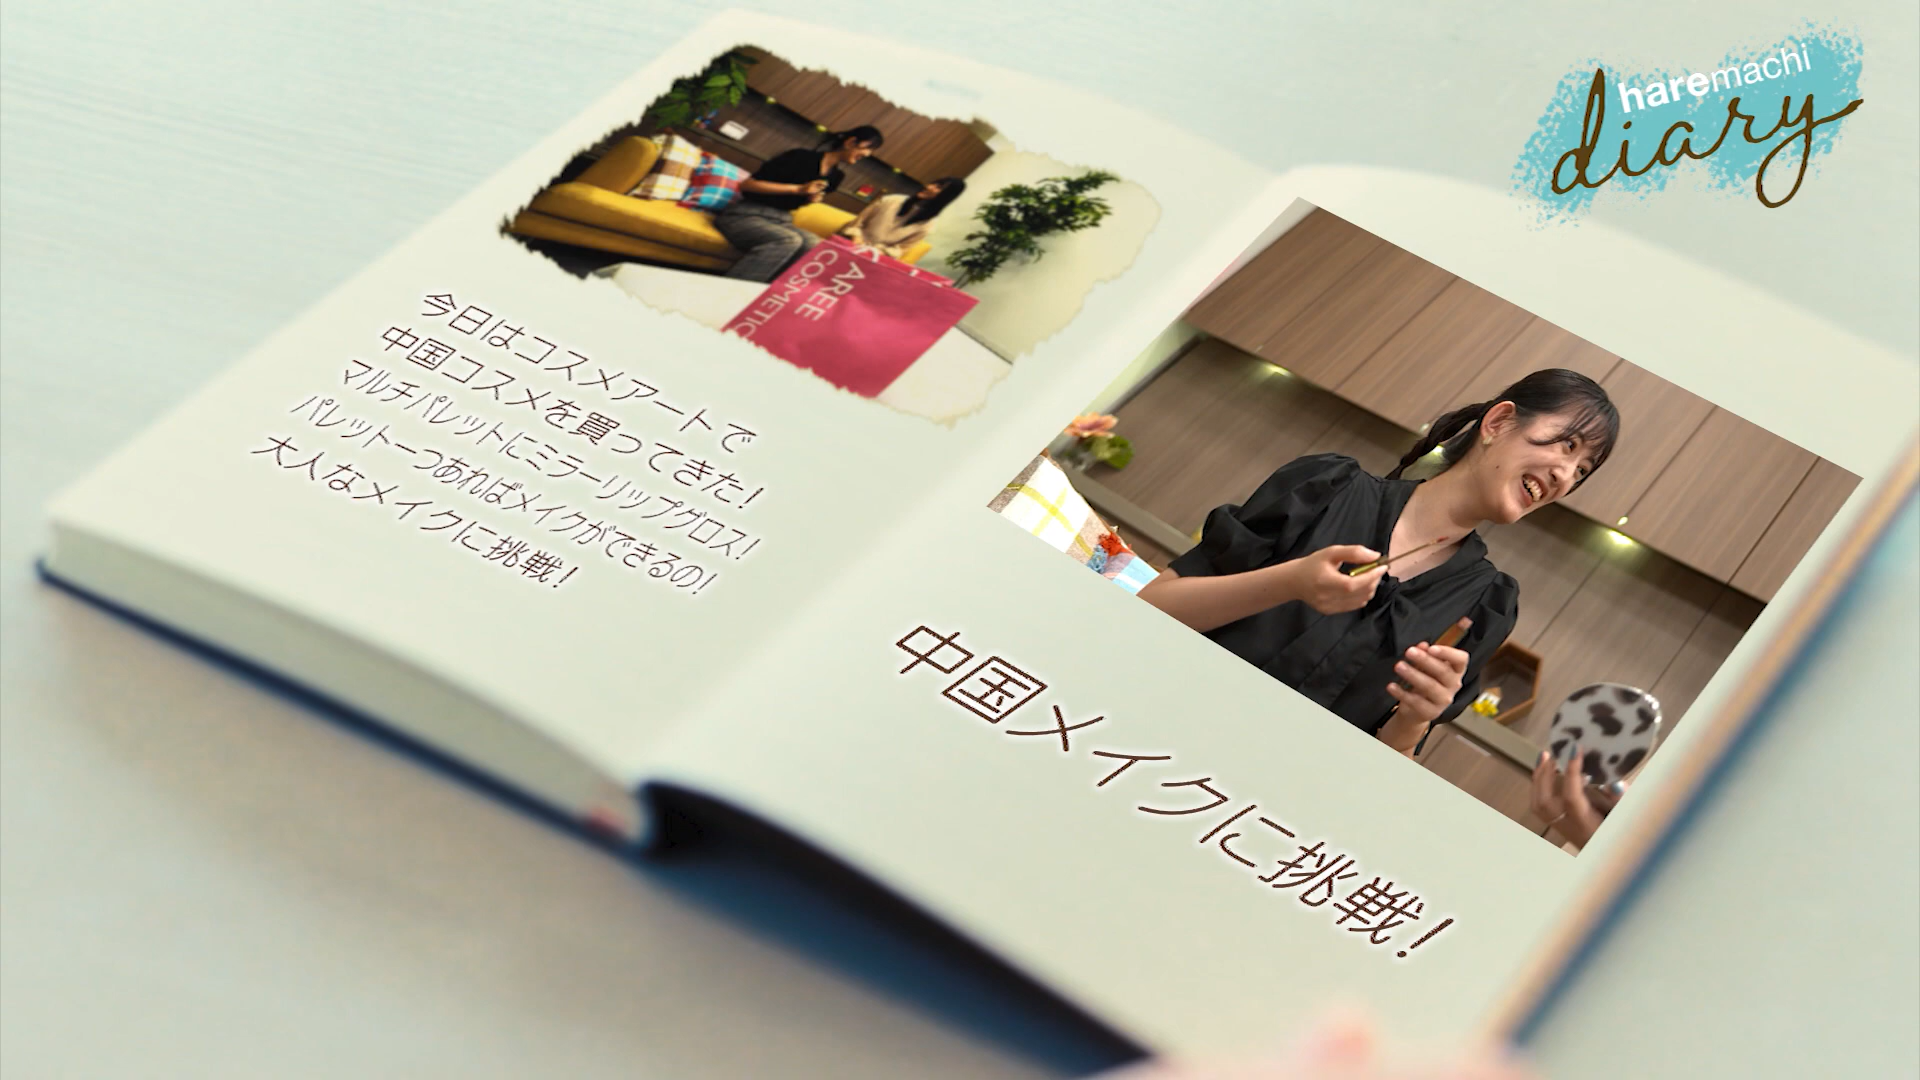 haremachi
diary
AREE
COSMETIC
今日はコスメアートで
中国コスメを買ってきた！
マルチパレットにミラーリップグロス！
パレット一つあればメイクができるの！
大人なメイクに挑戦！
中国メイクに挑戦！